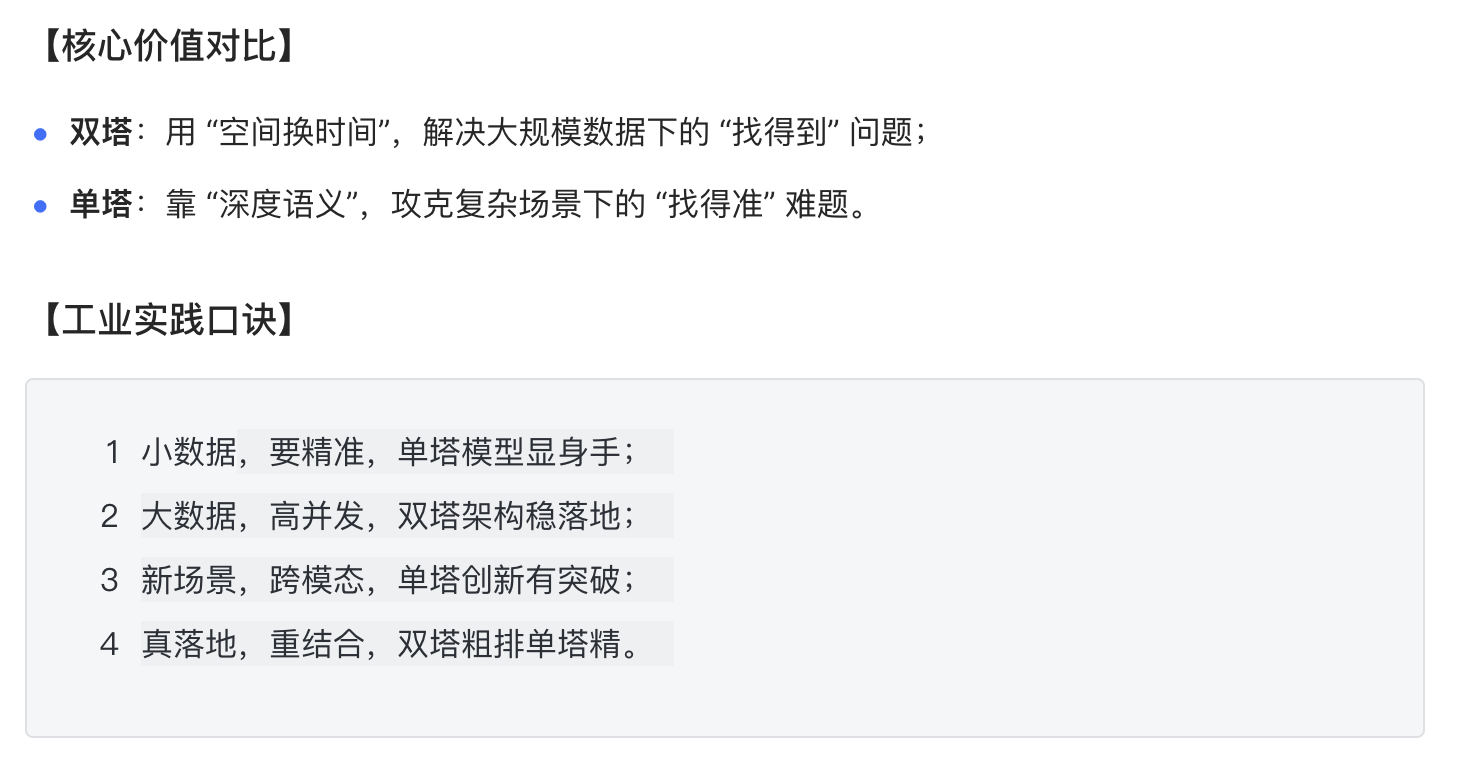 【核心价值对比】
双塔：用 “空间换时间”，解决大规模数据下的 “找得到” 问题；
单塔：靠 “深度语义”，攻克复杂场景下的 “找得准” 难题。
【工业实践口诀】
1 小数据，要精准，单塔模型显身手；
2 大数据，高并发，双塔架构稳落地；
3 新场景，跨模态，单塔创新有突破；
4 真落地，重结合，双塔粗排单塔精。